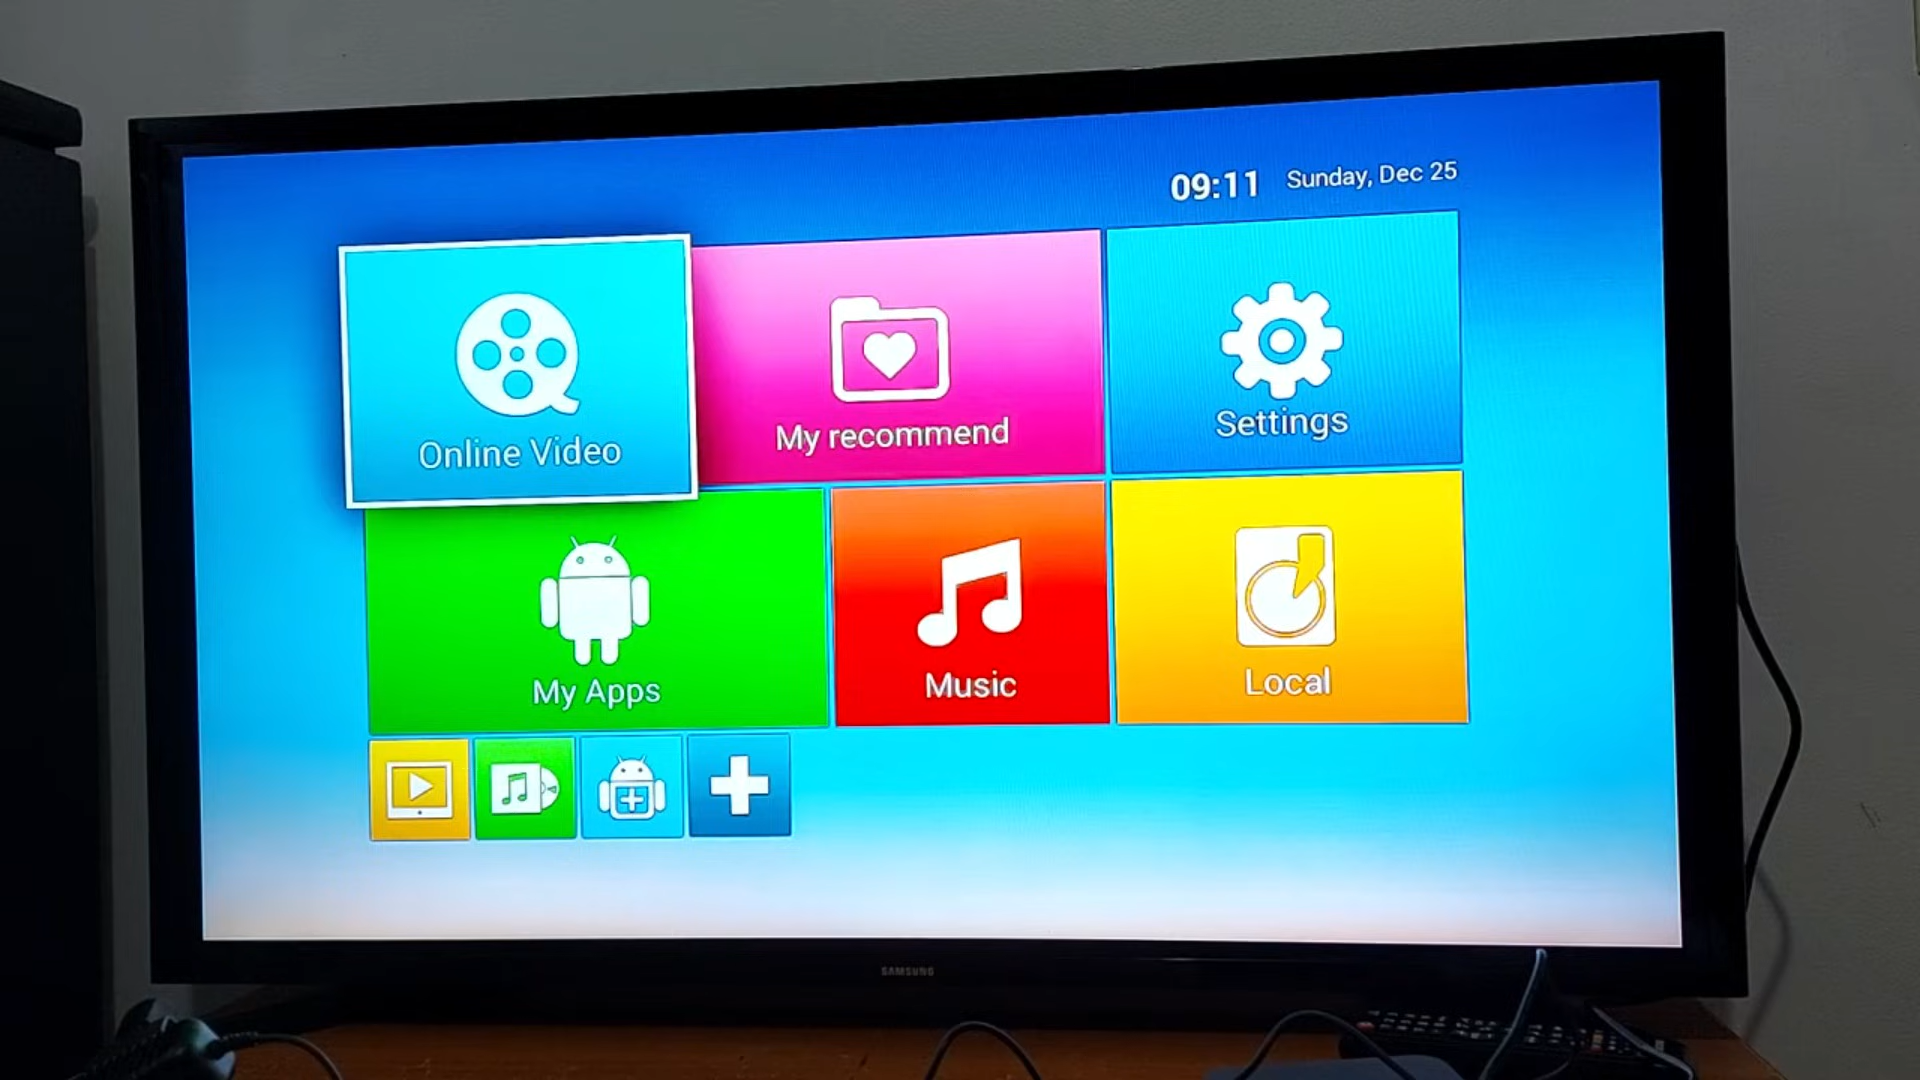 09:11 Sunday, Dec 25
Online Video
My recommend
Settings
My Apps
Music
Local
SAMSUNG